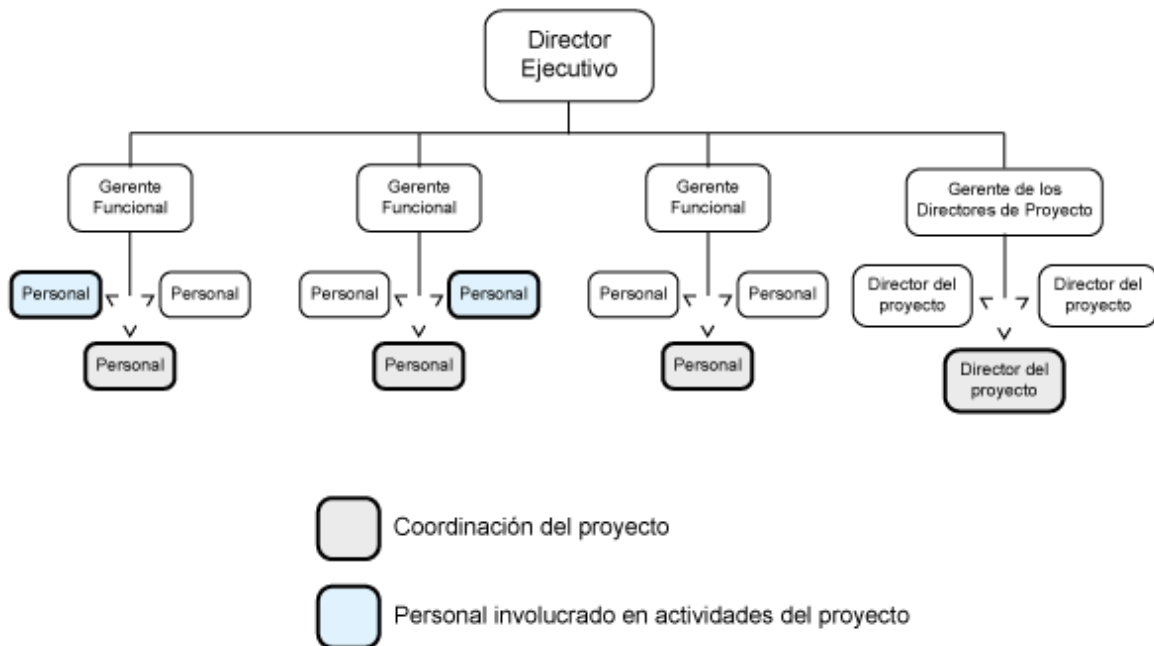 Director
Ejecutivo
Gerente
Funcional
Gerente
Funcional
Gerente
Funcional
Gerente de los
Directores de Proyecto
Personal
Personal
Personal
Personal
Personal
Personal
Director del
proyecto
Director del
proyecto
Personal
Personal
Personal
Director del
proyecto
Coordinación del proyecto
Personal involucrado en actividades del proyecto